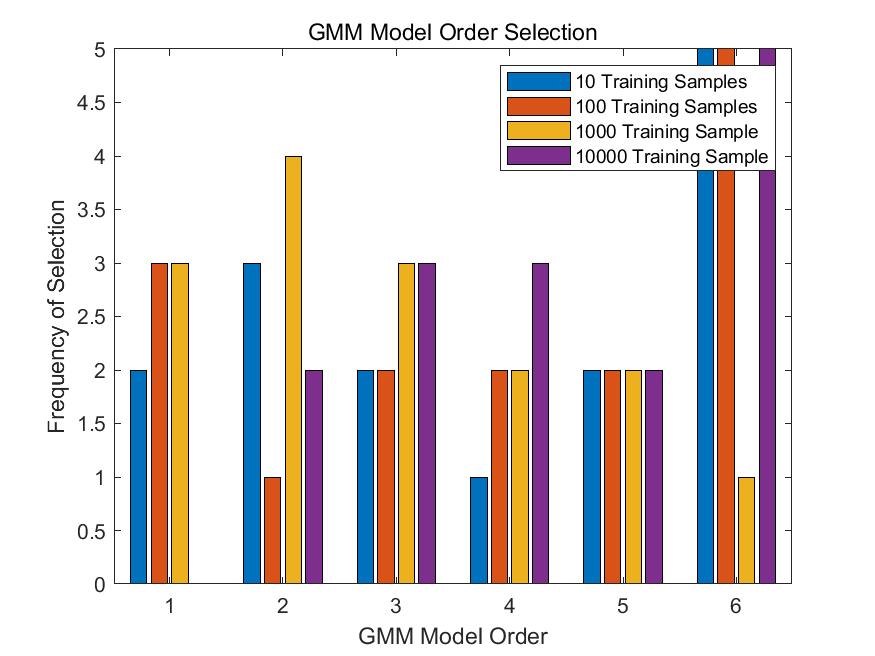 GMM Model Order Selection
5
4.5
4
3.5
3
2.5
2
1.5
1
0.5
0
Frequency of Selection
10 Training Samples
100 Training Samples
1000 Training Sample
10000 Training Sample
1 2 3 4 5 6
GMM Model Order